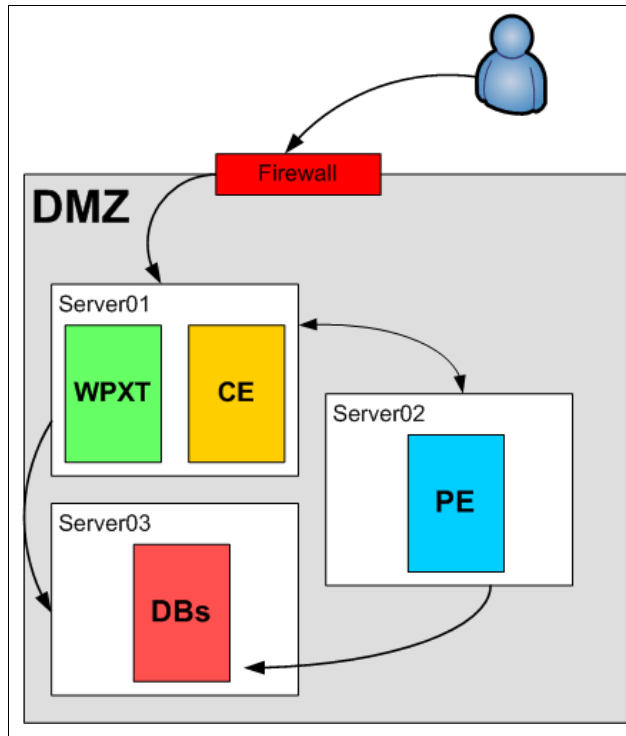 Firewall
DMZ
Server01
WPXT
CE
Server02
PE
Server03
DBs